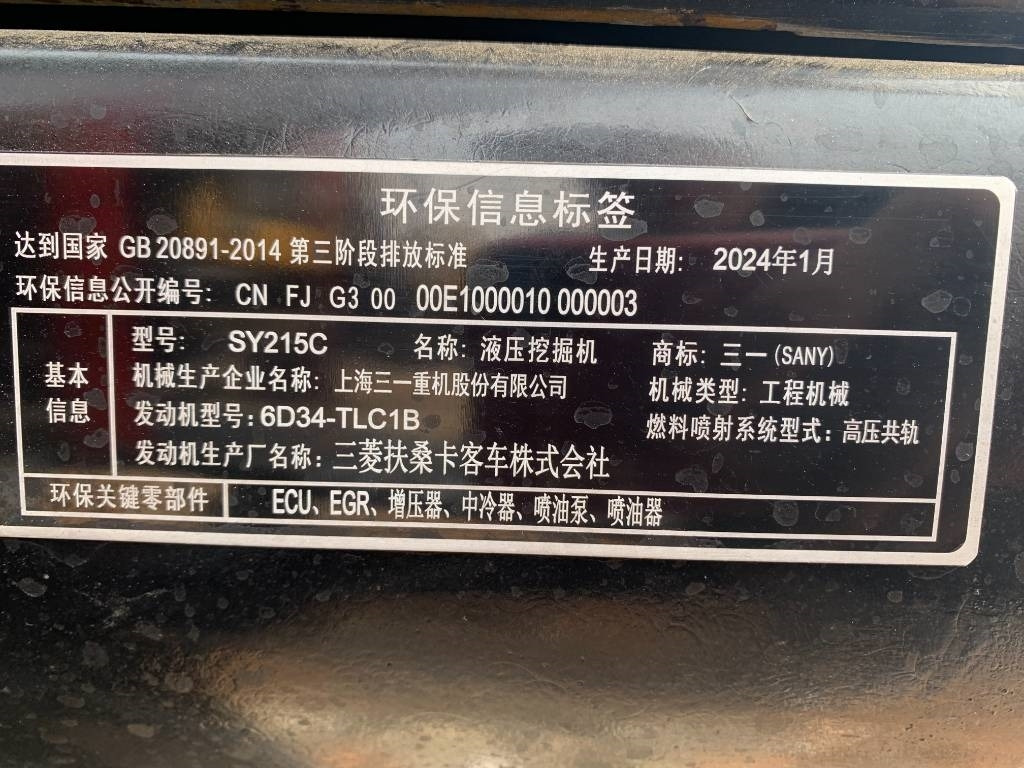 环保信息标签
达到国家 GB 20891-2014 第三阶段排放标准 生产日期: 2024年1月
环保信息公开编号: CN FJ G3 00 00E1000010 000003
基本信息
型号: SY215C 名称: 液压挖掘机 商标: 三一(SANY)
机械生产企业名称: 上海三一重机股份有限公司 机械类型: 工程机械
发动机型号: 6D34-TLC1B 燃料喷射系统型式: 高压共轨
发动机生产厂名称: 三菱扶桑卡客车株式会社
环保关键零部件 ECU、EGR、增压器、中冷器、喷油泵、喷油器